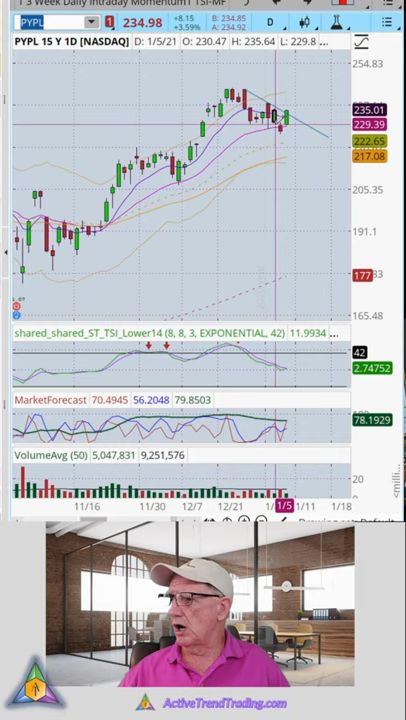 3 Week Daily Intraday Momentum1 TSI-MF
PYPL 1 234.98 +8.15 +3.59% B: 234.85 A: 234.92 D
PYPL 15 Y 1D [NASDAQ] D: 1/5/21 O: 230.47 H: 235.64 L: 229.8 ...
254.83
235.01
229.39
222.65
217.08
205.35
191.1
177
83
165.48
shared_shared_ST_TSI_Lower14 (8, 8, 3, EXPONENTIAL, 42) 11.9934 ...
42
2.74752
MarketForecast 70.4945 56.2048 79.8503
78.1929
VolumeAvg (50) 5,047,831 9,251,576
20
<milli...
11/16 11/30 12/7 12/21 1/5 1/11 1/18
ActiveTrendTrading.com